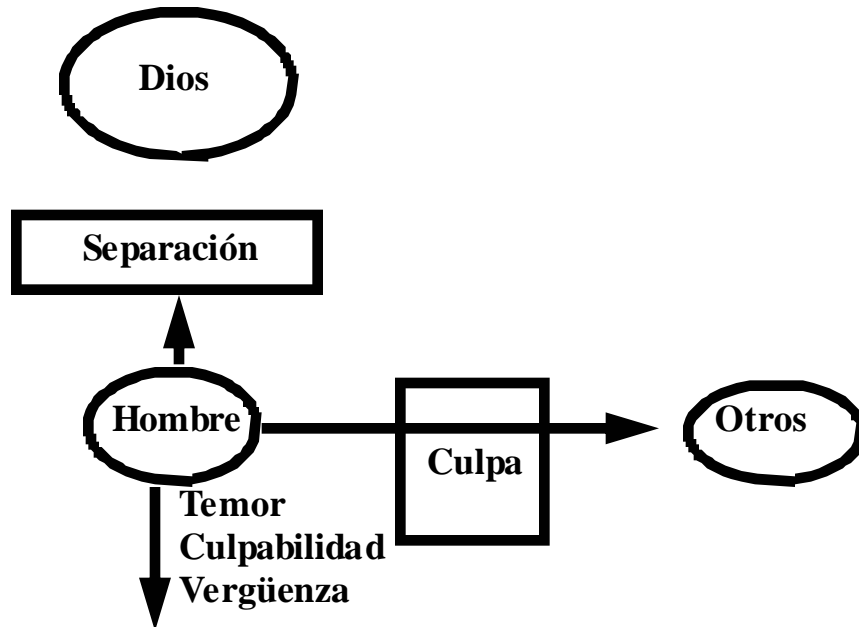 Dios
Separación
Hombre
Otros
Culpa
Temor
Culpabilidad
Vergüenza